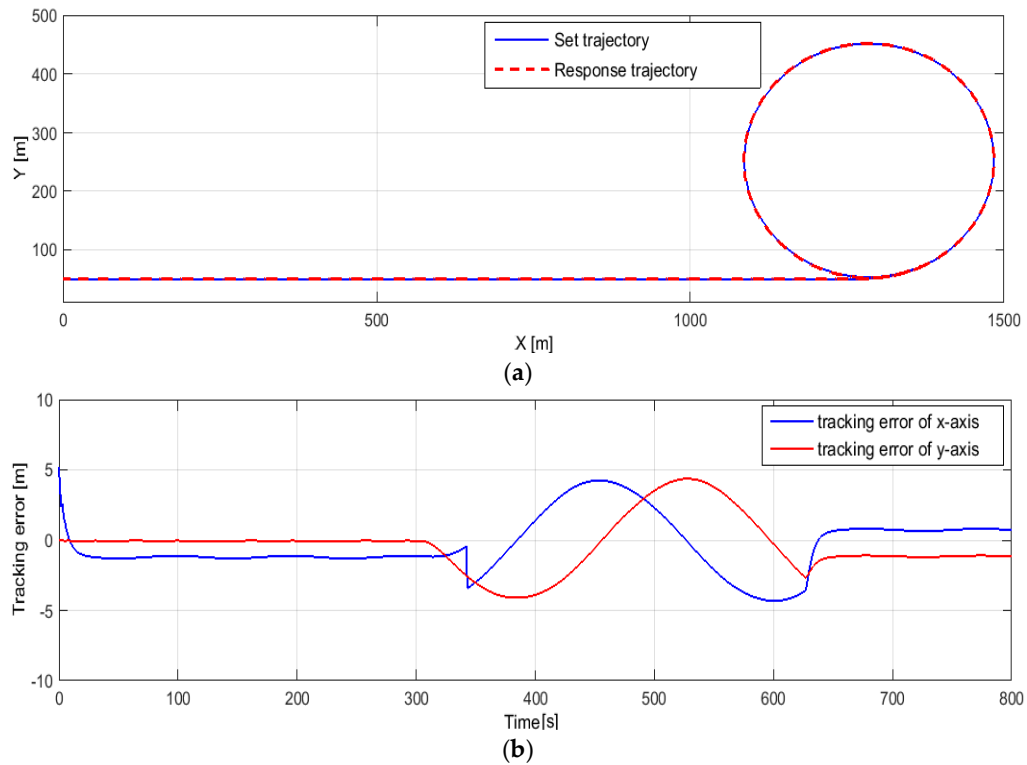 500
400
300
200
100
Y [m]
Set trajectory
Response trajectory
0
500
1000
1500
X [m]
(a)
10
5
0
-5
-10
Tracking error [m]
tracking error of x-axis
tracking error of y-axis
0
100
200
300
400
500
600
700
800
Time[s]
(b)